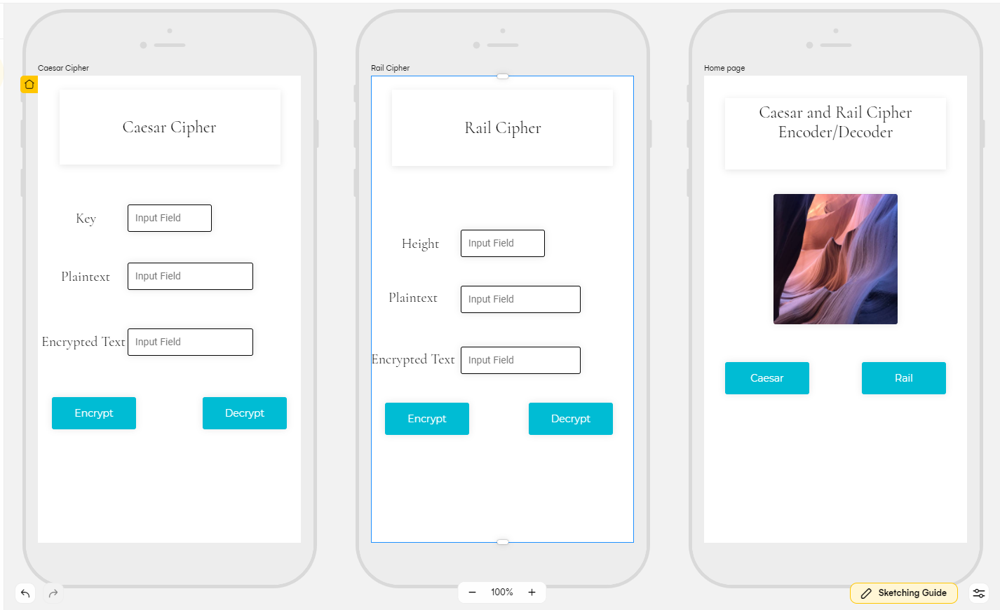 Caesar Cipher
Caesar Cipher
Key
Input Field
Plaintext
Input Field
Encrypted Text
Input Field
Encrypt
Decrypt
Rail Cipher
Rail Cipher
Height
Input Field
Plaintext
Input Field
Encrypted Text
Input Field
Encrypt
Decrypt
Home page
Caesar and Rail Cipher
Encoder/Decoder
Caesar
Rail
100%
Sketching Guide